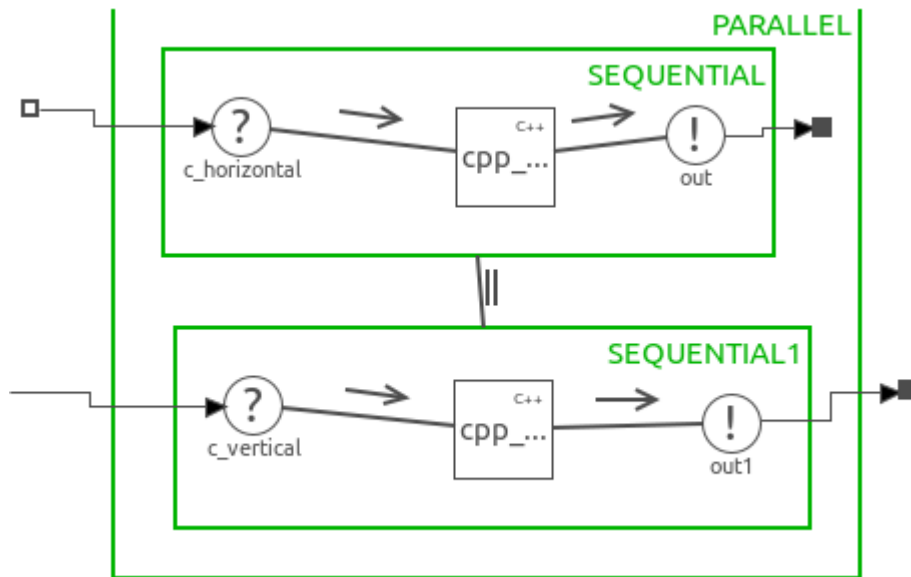 PARALLEL
SEQUENTIAL
?
C++
cpp_...
!
c_horizontal
out
||
SEQUENTIAL1
?
C++
cpp_...
!
c_vertical
out1